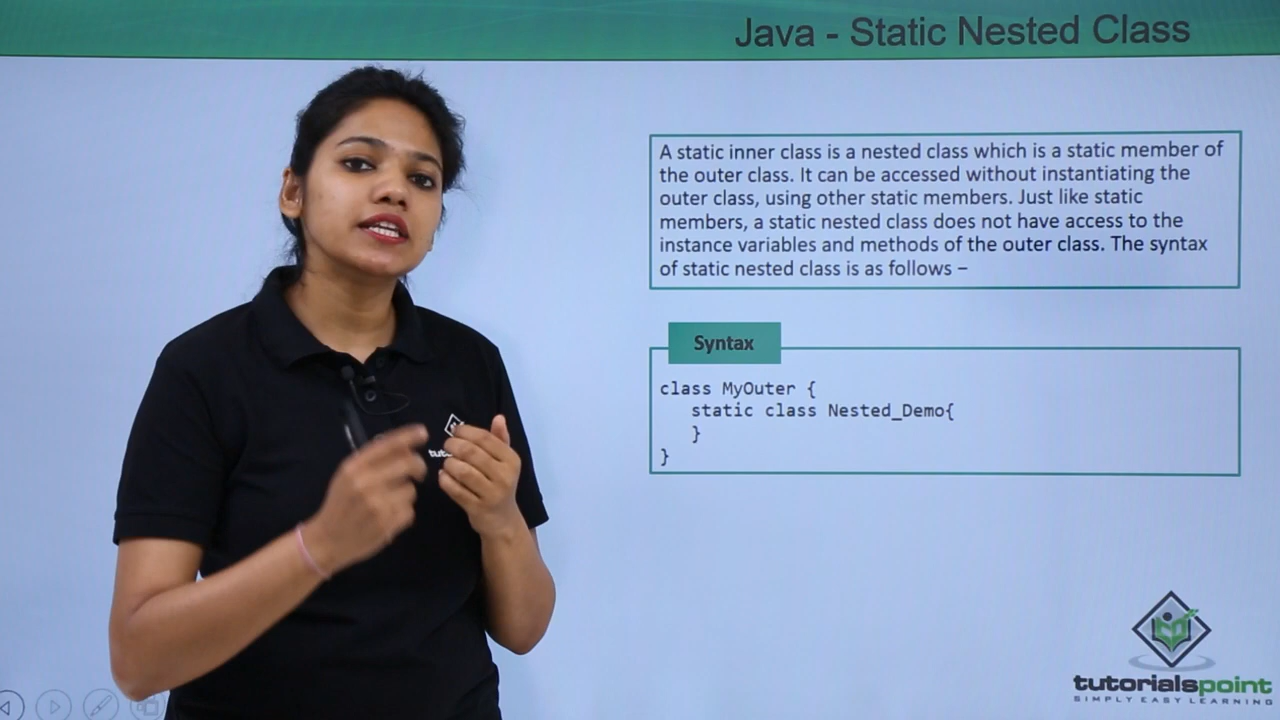 Java - Static Nested Class
A static inner class is a nested class which is a static member of
the outer class. It can be accessed without instantiating the
outer class, using other static members. Just like static
members, a static nested class does not have access to the
instance variables and methods of the outer class. The syntax
of static nested class is as follows –
Syntax
class MyOuter {
static class Nested_Demo{
}
}
tutorialspoint
SIMPLY EASY LEARNING